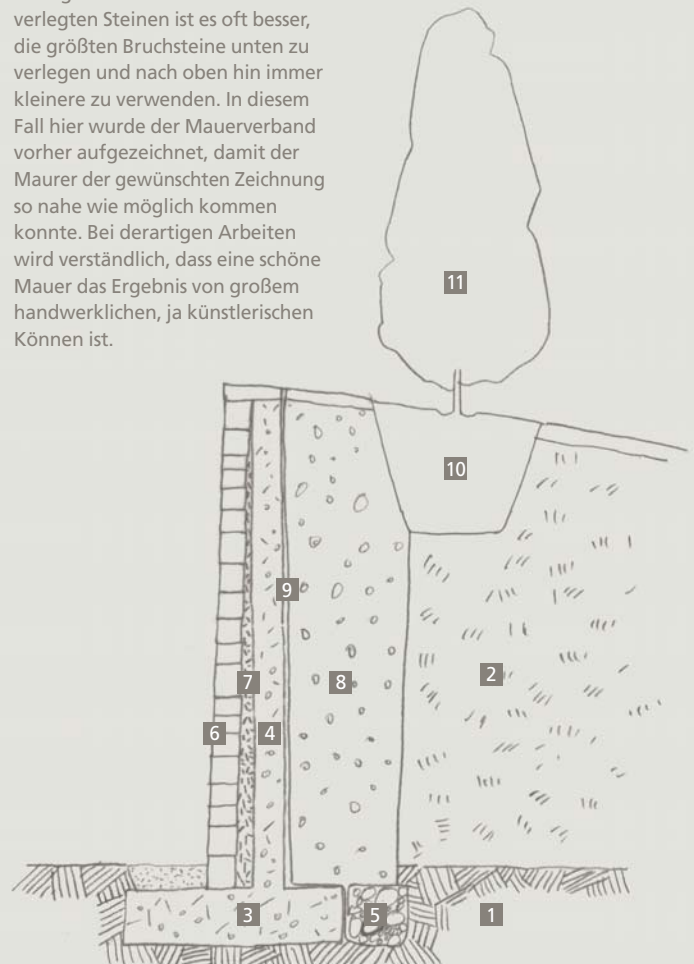 verlegten Steinen ist es oft besser,
die größten Bruchsteine unten zu
verlegen und nach oben hin immer
kleinere zu verwenden. In diesem
Fall hier wurde der Mauerverband
vorher aufgezeichnet, damit der
Maurer der gewünschten Zeichnung
so nahe wie möglich kommen
konnte. Bei derartigen Arbeiten
wird verständlich, dass eine schöne
Mauer das Ergebnis von großem
handwerklichen, ja künstlerischen
Können ist.
11
10
9
2
7
8
6
4
3
5
1